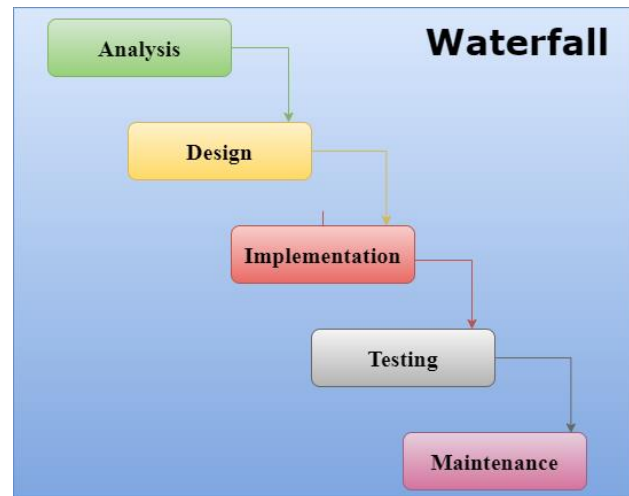 Waterfall
Analysis
Design
Implementation
Testing
Maintenance